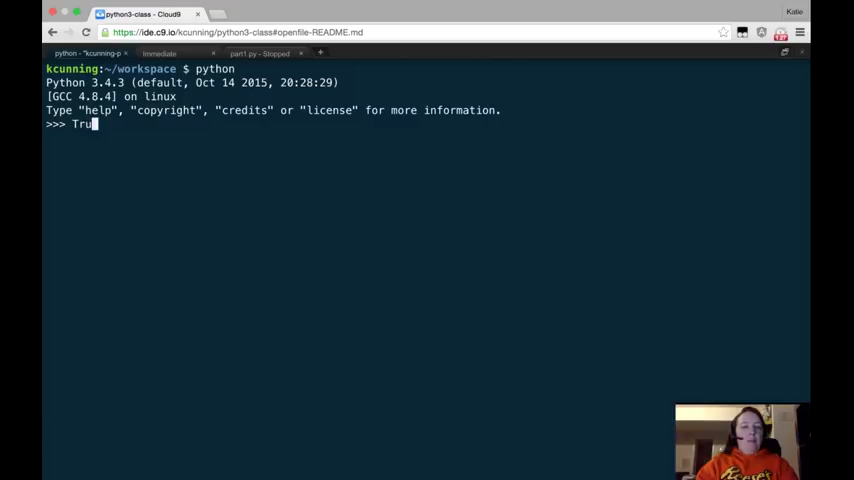 python3-class - Cloud9
Katie
https://ide.c9.io/kcunning/python3-class#openfile-README.md
python - "kcunning-p
Immediate
part1.py - Stopped
kcunning:~/workspace $ python
Python 3.4.3 (default, Oct 14 2015, 20:28:29)
[GCC 4.8.4] on linux
Type "help", "copyright", "credits" or "license" for more information.
>>> Tru
Reese's